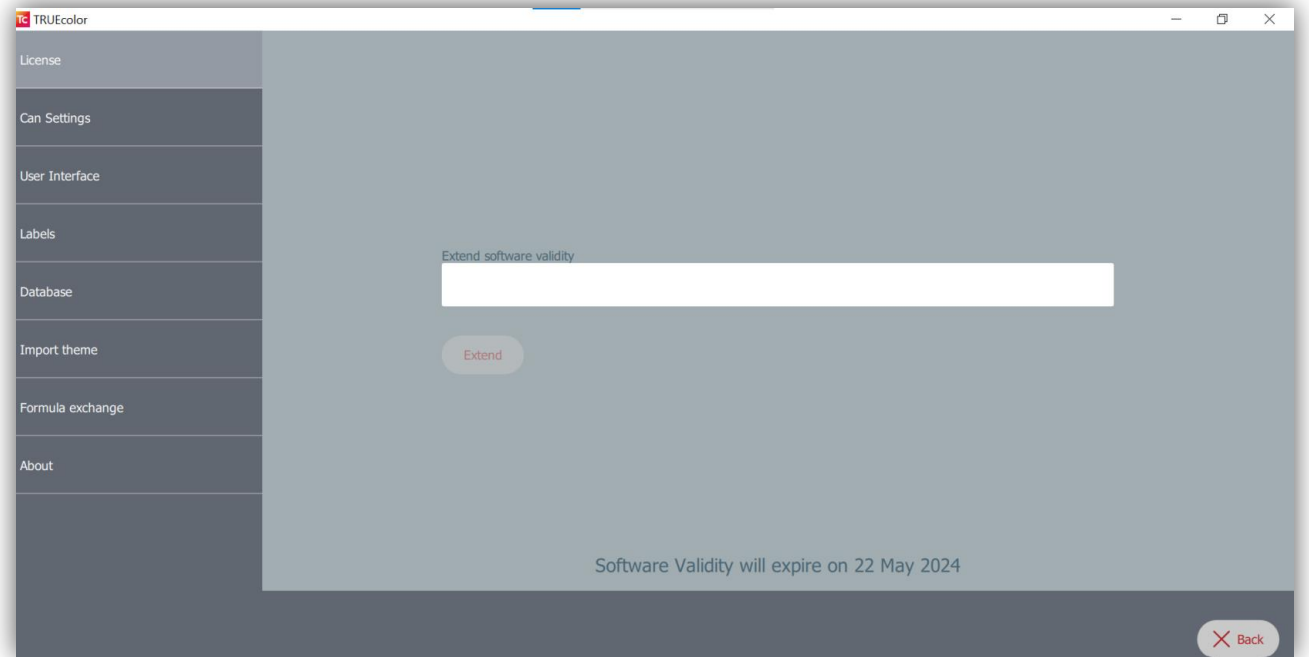 Tc TRUEcolor
License
Can Settings
User Interface
Labels
Database
Import theme
Formula exchange
About
Extend software validity
Extend
Software Validity will expire on 22 May 2024
Back